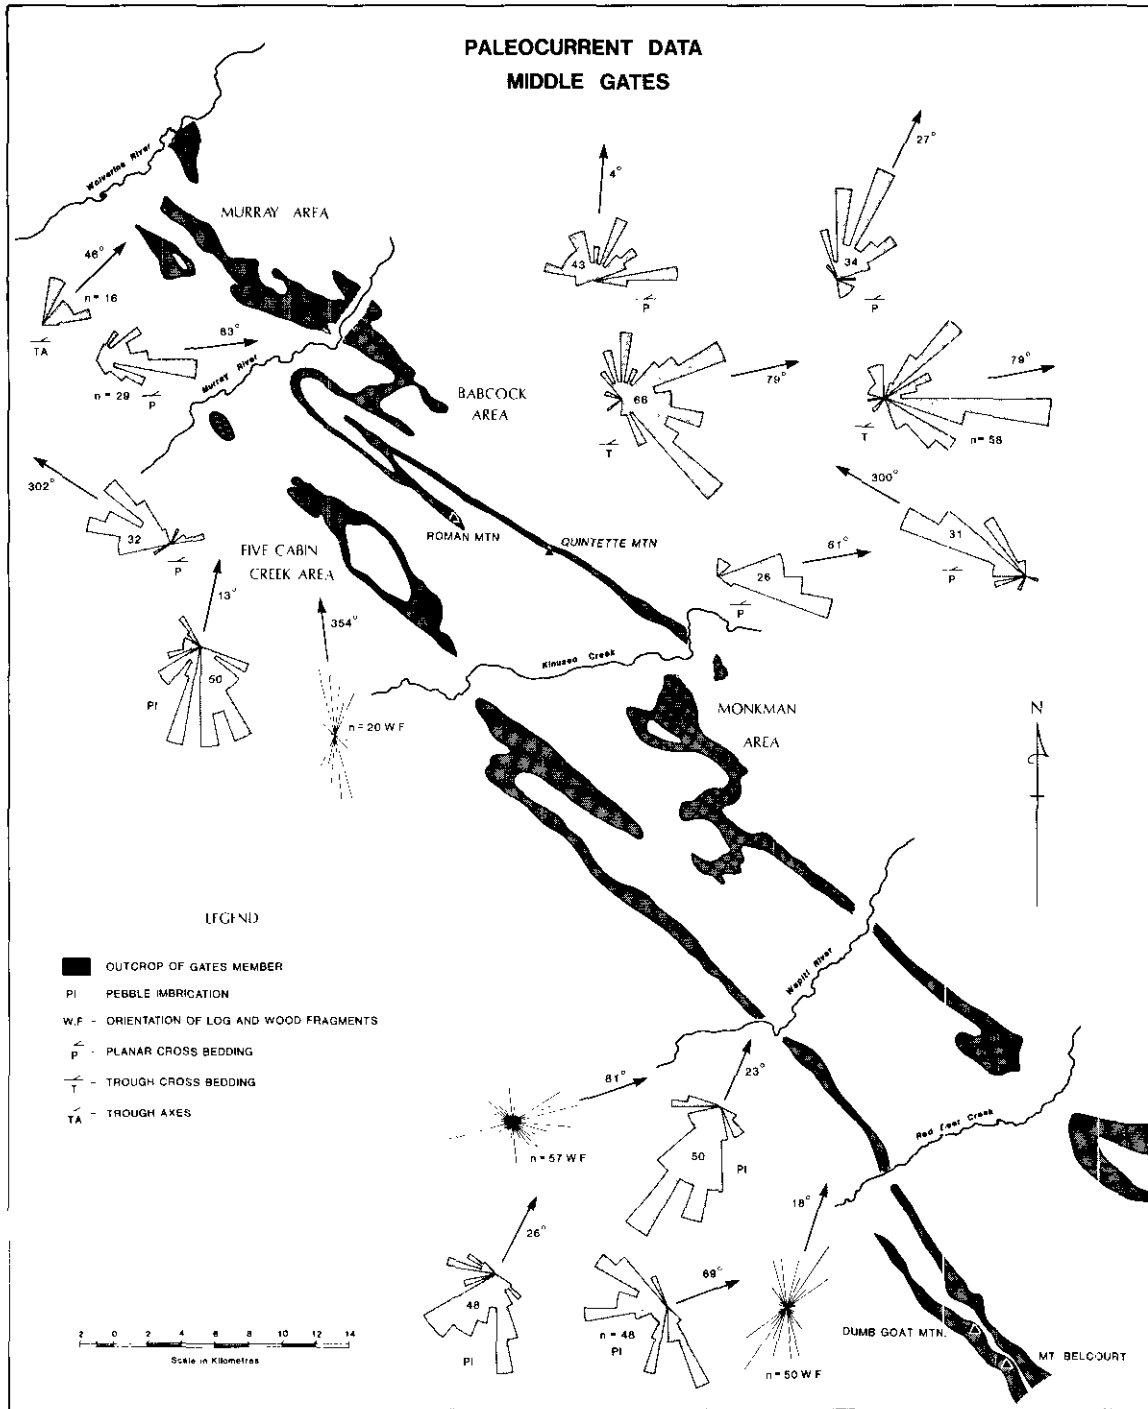 PALEOCURRENT DATA
MIDDLE GATES
Wolverine River
MURRAY AREA
46°
n = 16
TA
83°
Murray River
n = 29
P
4°
43
P
27°
34
P
BABCOCK
AREA
66
79°
T
79°
T
n = 58
302°
32
P
ROMAN MTN
QUINTETTE MTN
FIVE CABIN
CREEK AREA
300°
31
P
61°
26
P
13°
50
PI
354°
n = 20 W F
Kinuseo Creek
MONKMAN
AREA
N
LEGEND
OUTCROP OF GATES MEMBER
PI PEBBLE IMBRICATION
W.F - ORIENTATION OF LOG AND WOOD FRAGMENTS
P - PLANAR CROSS BEDDING
T - TROUGH CROSS BEDDING
TA - TROUGH AXES
Wapiti River
81°
n = 57 W F
23°
50
PI
Red Deer Creek
26°
48
PI
69°
n = 48
PI
18°
n = 50 W F
DUMB GOAT MTN.
MT BELCOURT
2 0 2 4 6 8 10 12 14
Scale in Kilometres